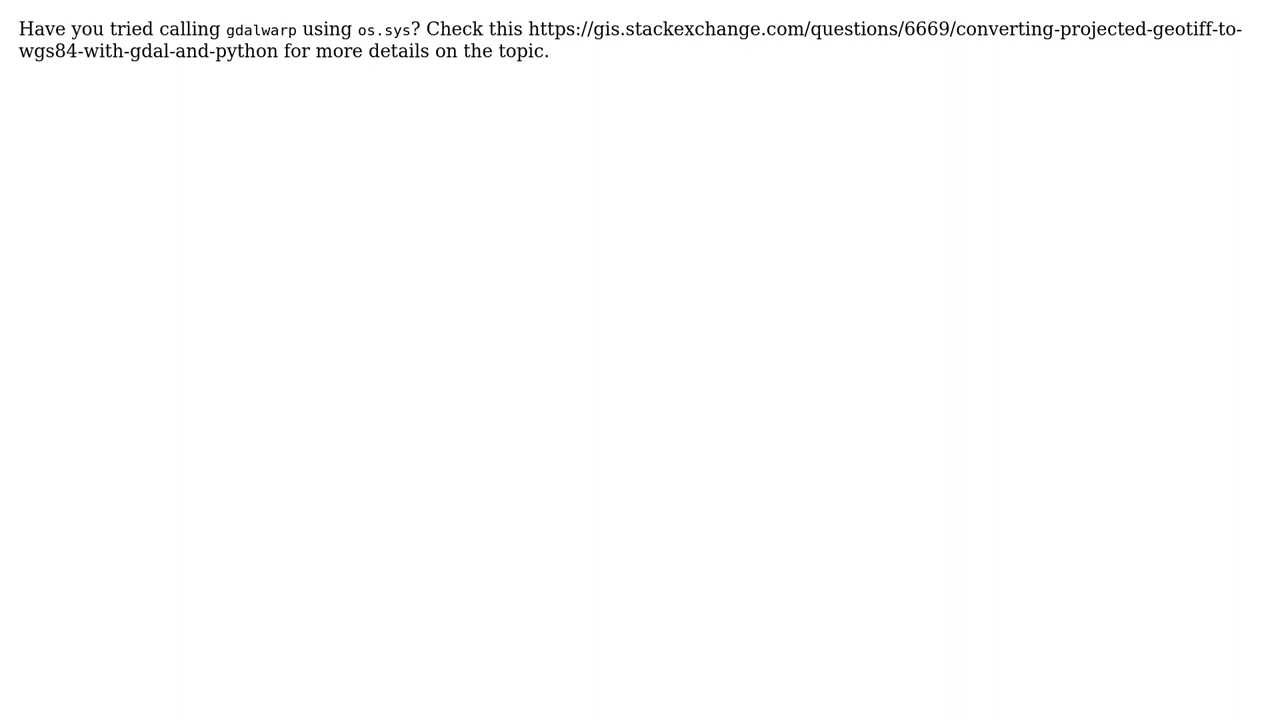 Have you tried calling gdalwarp using os.sys? Check this https://gis.stackexchange.com/questions/6669/converting-projected-geotiff-to-
wgs84-with-gdal-and-python for more details on the topic.